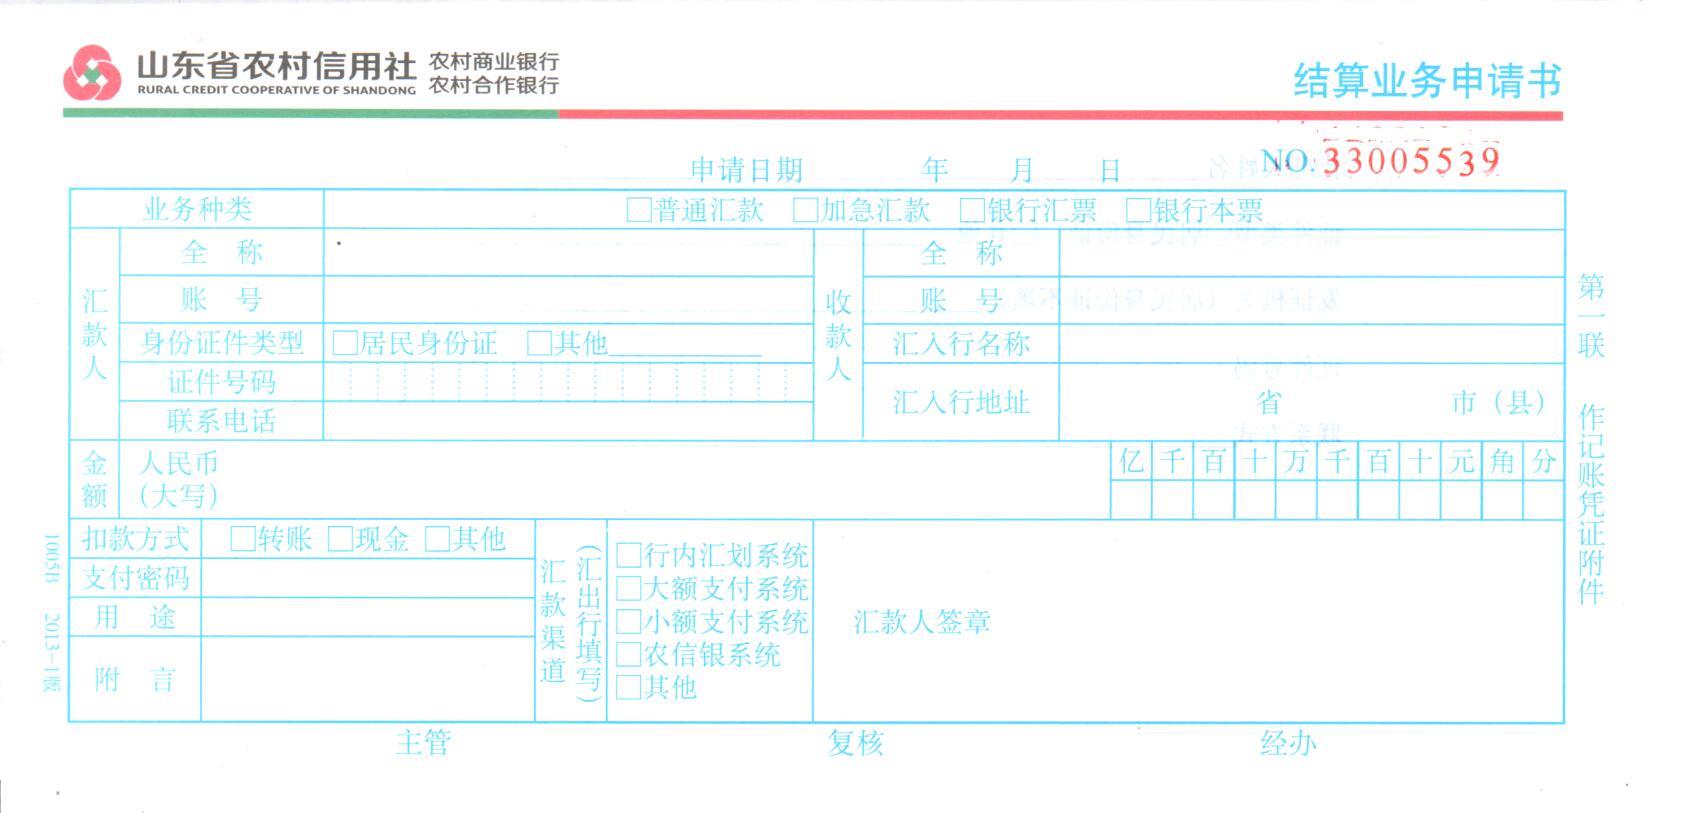 山东省农村信用社 农村商业银行
RURAL CREDIT COOPERATIVE OF SHANDONG 农村合作银行
结算业务申请书
申请日期 年 月 日 NO. 33005539
业务种类 □普通汇款 □加急汇款 □银行汇票 □银行本票
汇款人
全 称
账 号
身份证件类型 □居民身份证 □其他
证件号码
联系电话
收款人
全 称
账 号
汇入行名称
汇入行地址 省 市（县）
金额 人民币（大写） 亿 千 百 十 万 千 百 十 元 角 分
扣款方式 □转账 □现金 □其他
支付密码
用 途
附 言
汇款渠道
（汇出行填写）
□行内汇划系统
□大额支付系统
□小额支付系统
□农信银系统
□其他
汇款人签章
第一联 作记账凭证附件
1005B 2013-1版
主管 复核 经办